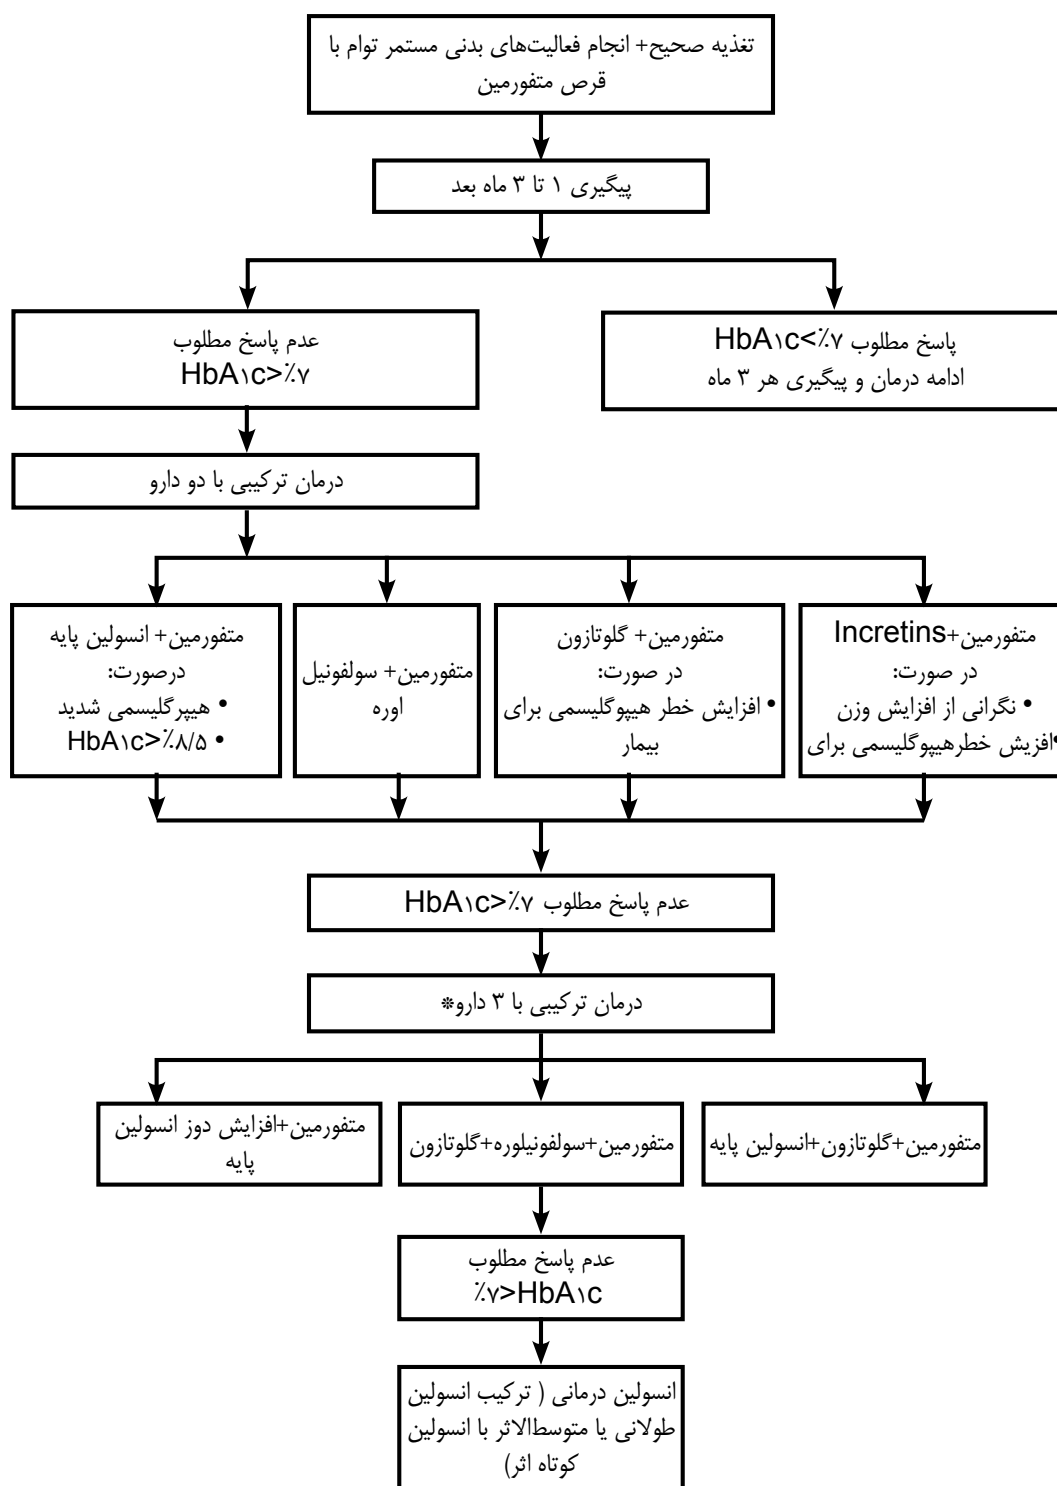 تغذیه صحیح+ انجام فعالیت‌های بدنی مستمر توام با
قرص متفورمین
پیگیری ۱ تا ۳ ماه بعد
پاسخ مطلوب HbA۱c<٪۷
ادامه درمان و پیگیری هر ۳ ماه
عدم پاسخ مطلوب
HbA۱c>٪۷
درمان ترکیبی با دو دارو
متفورمین+Incretins
در صورت:
• نگرانی از افزایش وزن
•افزیش خطرهیپوگلیسمی برای
متفورمین+ گلوتازون
در صورت:
• افزایش خطر هیپوگلیسمی برای
بیمار
متفورمین+ سولفونیل
اوره
متفورمین+ انسولین پایه
درصورت:
• هیپرگلیسمی شدید
• HbA۱c>٪۸/۵
عدم پاسخ مطلوب HbA۱c>٪۷
درمان ترکیبی با ۳ دارو*
متفورمین+گلوتازون+انسولین پایه
متفورمین+سولفونیلوره+گلوتازون
متفورمین+افزایش دوز انسولین
پایه
عدم پاسخ مطلوب
٪۷>HbA۱c
انسولین درمانی ( ترکیب انسولین
طولانی یا متوسط‌الاثر با انسولین
کوتاه اثر)